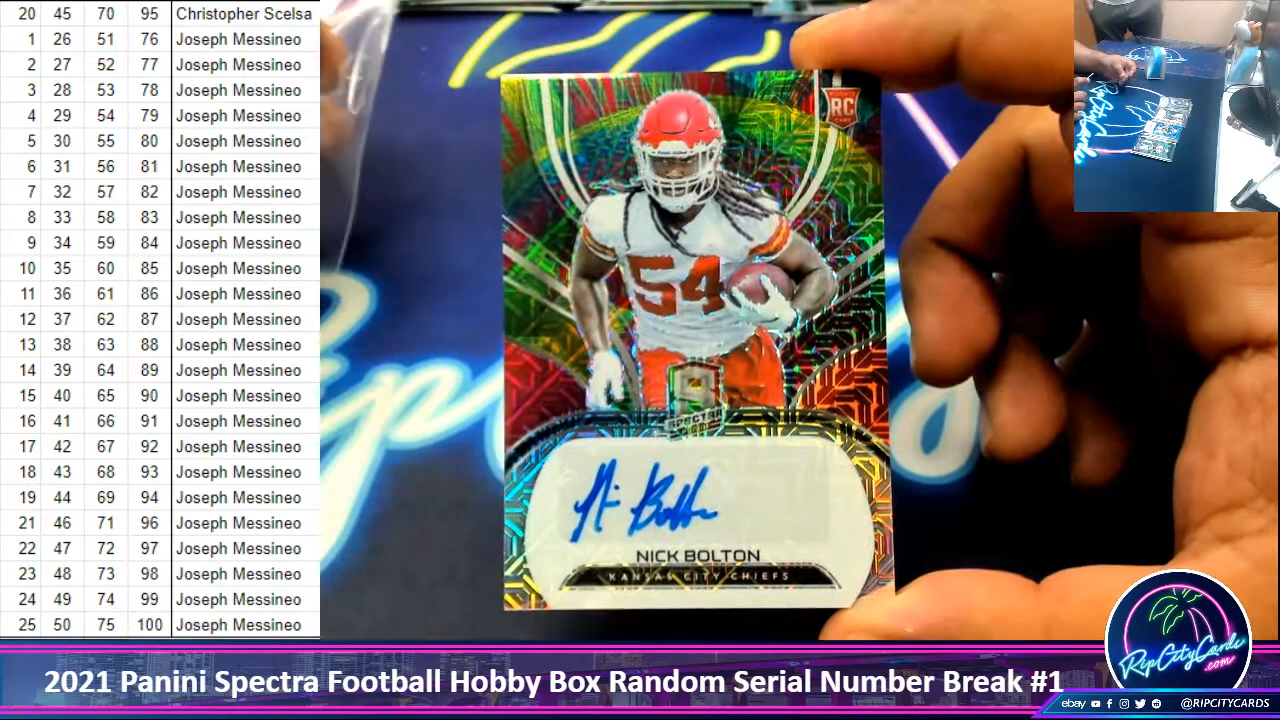 20 45 70 95 Christopher Scelsa
1 26 51 76 Joseph Messineo
2 27 52 77 Joseph Messineo
3 28 53 78 Joseph Messineo
4 29 54 79 Joseph Messineo
5 30 55 80 Joseph Messineo
6 31 56 81 Joseph Messineo
7 32 57 82 Joseph Messineo
8 33 58 83 Joseph Messineo
9 34 59 84 Joseph Messineo
10 35 60 85 Joseph Messineo
11 36 61 86 Joseph Messineo
12 37 62 87 Joseph Messineo
13 38 63 88 Joseph Messineo
14 39 64 89 Joseph Messineo
15 40 65 90 Joseph Messineo
16 41 66 91 Joseph Messineo
17 42 67 92 Joseph Messineo
18 43 68 93 Joseph Messineo
19 44 69 94 Joseph Messineo
21 46 71 96 Joseph Messineo
22 47 72 97 Joseph Messineo
23 48 73 98 Joseph Messineo
24 49 74 99 Joseph Messineo
25 50 75 100 Joseph Messineo
RC
54
SPECTRA
NICK BOLTON
KANSAS CITY CHIEFS
RipCityCards
.com
2021 Panini Spectra Football Hobby Box Random Serial Number Break #1
ebay @RIPCITYCARDS